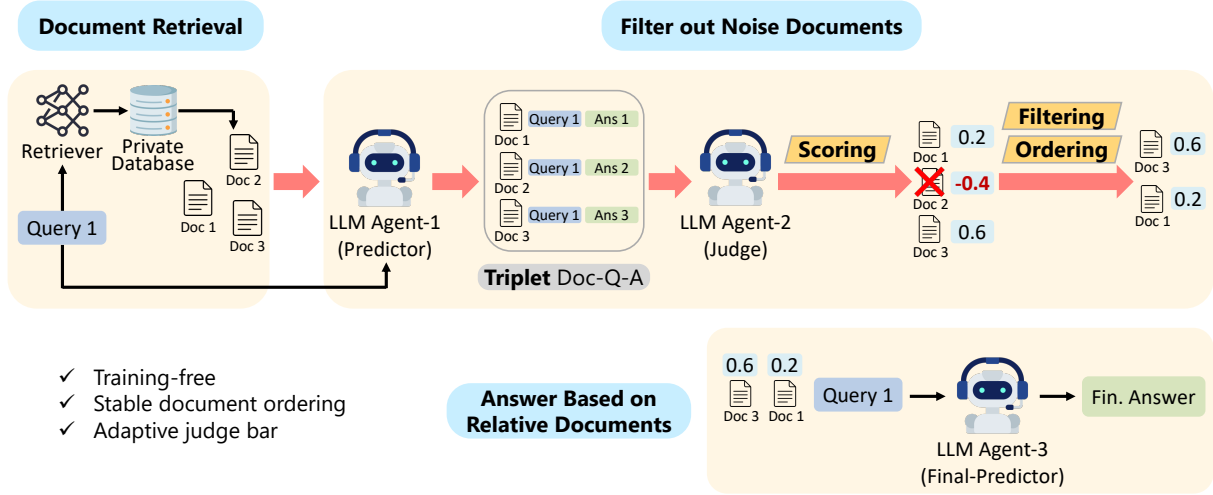 Document Retrieval
Filter out Noise Documents
Retriever
Private
Database
Doc 2
Doc 1
Doc 3
Query 1
LLM Agent-1
(Predictor)
Doc 1
Query 1
Ans 1
Doc 2
Query 1
Ans 2
Doc 3
Query 1
Ans 3
Triplet Doc-Q-A
LLM Agent-2
(Judge)
Scoring
Doc 1
0.2
Doc 2
-0.4
Doc 3
0.6
Filtering
Ordering
Doc 3
0.6
Doc 1
0.2
✓ Training-free
✓ Stable document ordering
✓ Adaptive judge bar
Answer Based on
Relative Documents
0.6
0.2
Doc 3
Doc 1
Query 1
LLM Agent-3
(Final-Predictor)
Fin. Answer